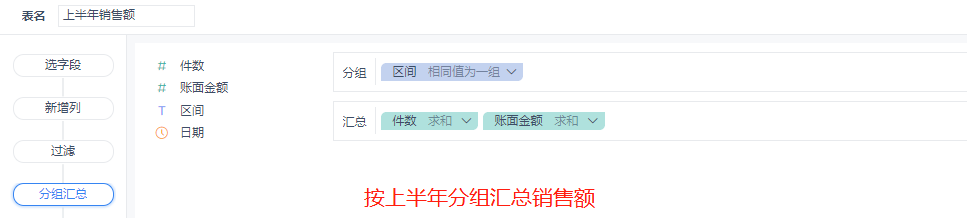 表名 上半年销售额
选字段
新增列
过滤
分组汇总
# 件数
# 账面金额
T 区间
日期
分组 区间 相同值为一组
汇总 件数 求和 账面金额 求和
按上半年分组汇总销售额